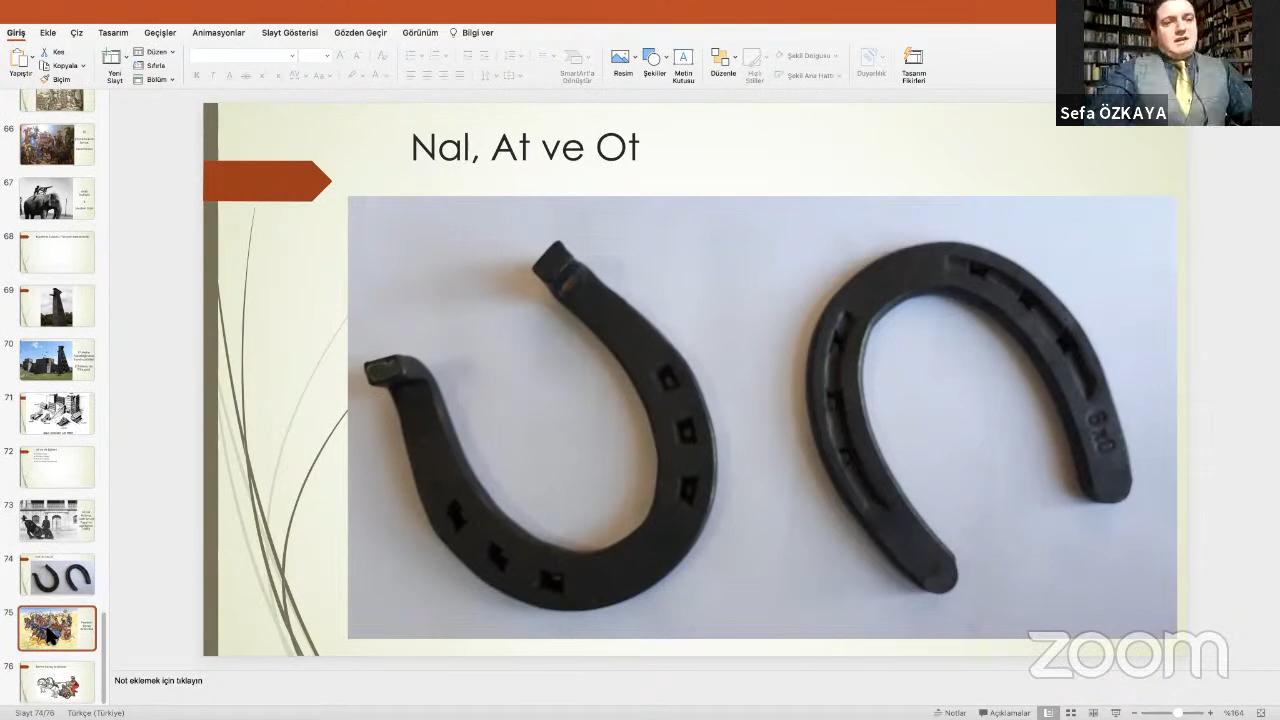 Giriş Ekle Çiz Tasarım Geçişler Animasyonlar Slayt Gösterisi Gözden Geçir Görünüm Bilgi ver
Yapıştır
Kes
Kopyala
Biçim
Yeni
Slayt
Düzen
Sıfırla
Bölüm
SmartArt'a
Dönüştür
Resim
Şekiller
Metin
Kutusu
Düzenle
Hızlı
Stiller
Şekil Dolgusu
Şekil Ana Hattı
Duyarlılık
Tasarım
Fikirleri
Sefa ÖZKAYA
66
67
68
69
70
71
72
73
74
75
76
Nal, At ve Ot
zoom
Not eklemek için tıklayın
Slayt 74/76 Türkçe (Türkiye)
Notlar Açıklamalar
%164